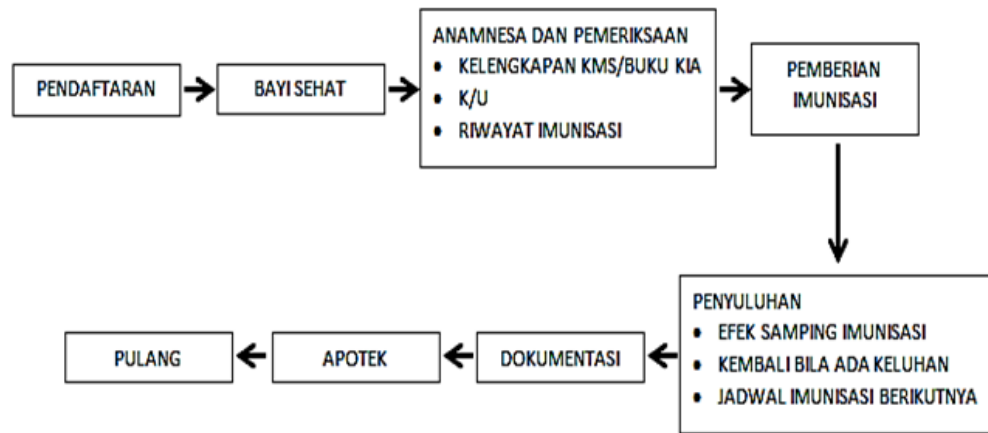 PENDAFTARAN
BAYI SEHAT
ANAMNESA DAN PEMERIKSAAN
• KELENGKAPAN KMS/BUKU KIA
• K/U
• RIWAYAT IMUNISASI
PEMBERIAN
IMUNISASI
PENYULUHAN
• EFEK SAMPING IMUNISASI
• KEMBALI BILA ADA KELUHAN
• JADWAL IMUNISASI BERIKUTNYA
DOKUMENTASI
APOTEK
PULANG